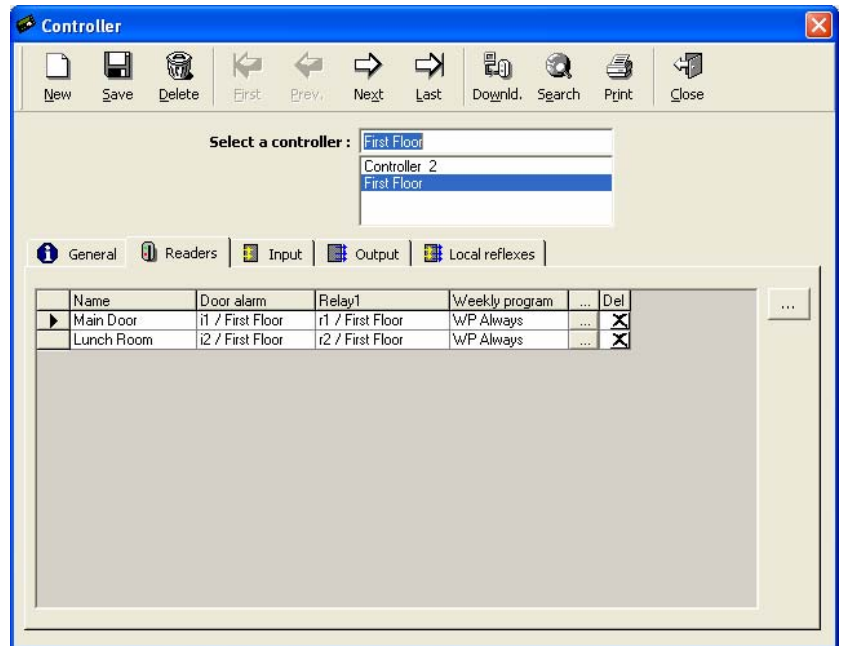 Controller
New Save Delete First Prev. Next Last Downld. Search Print Close
Select a controller : First Floor
Controller 2
First Floor
General Readers Input Output Local reflexes
Name Door alarm Relay1 Weekly program ... Del
Main Door i1 / First Floor r1 / First Floor WP Always ... X
Lunch Room i2 / First Floor r2 / First Floor WP Always ... X
...